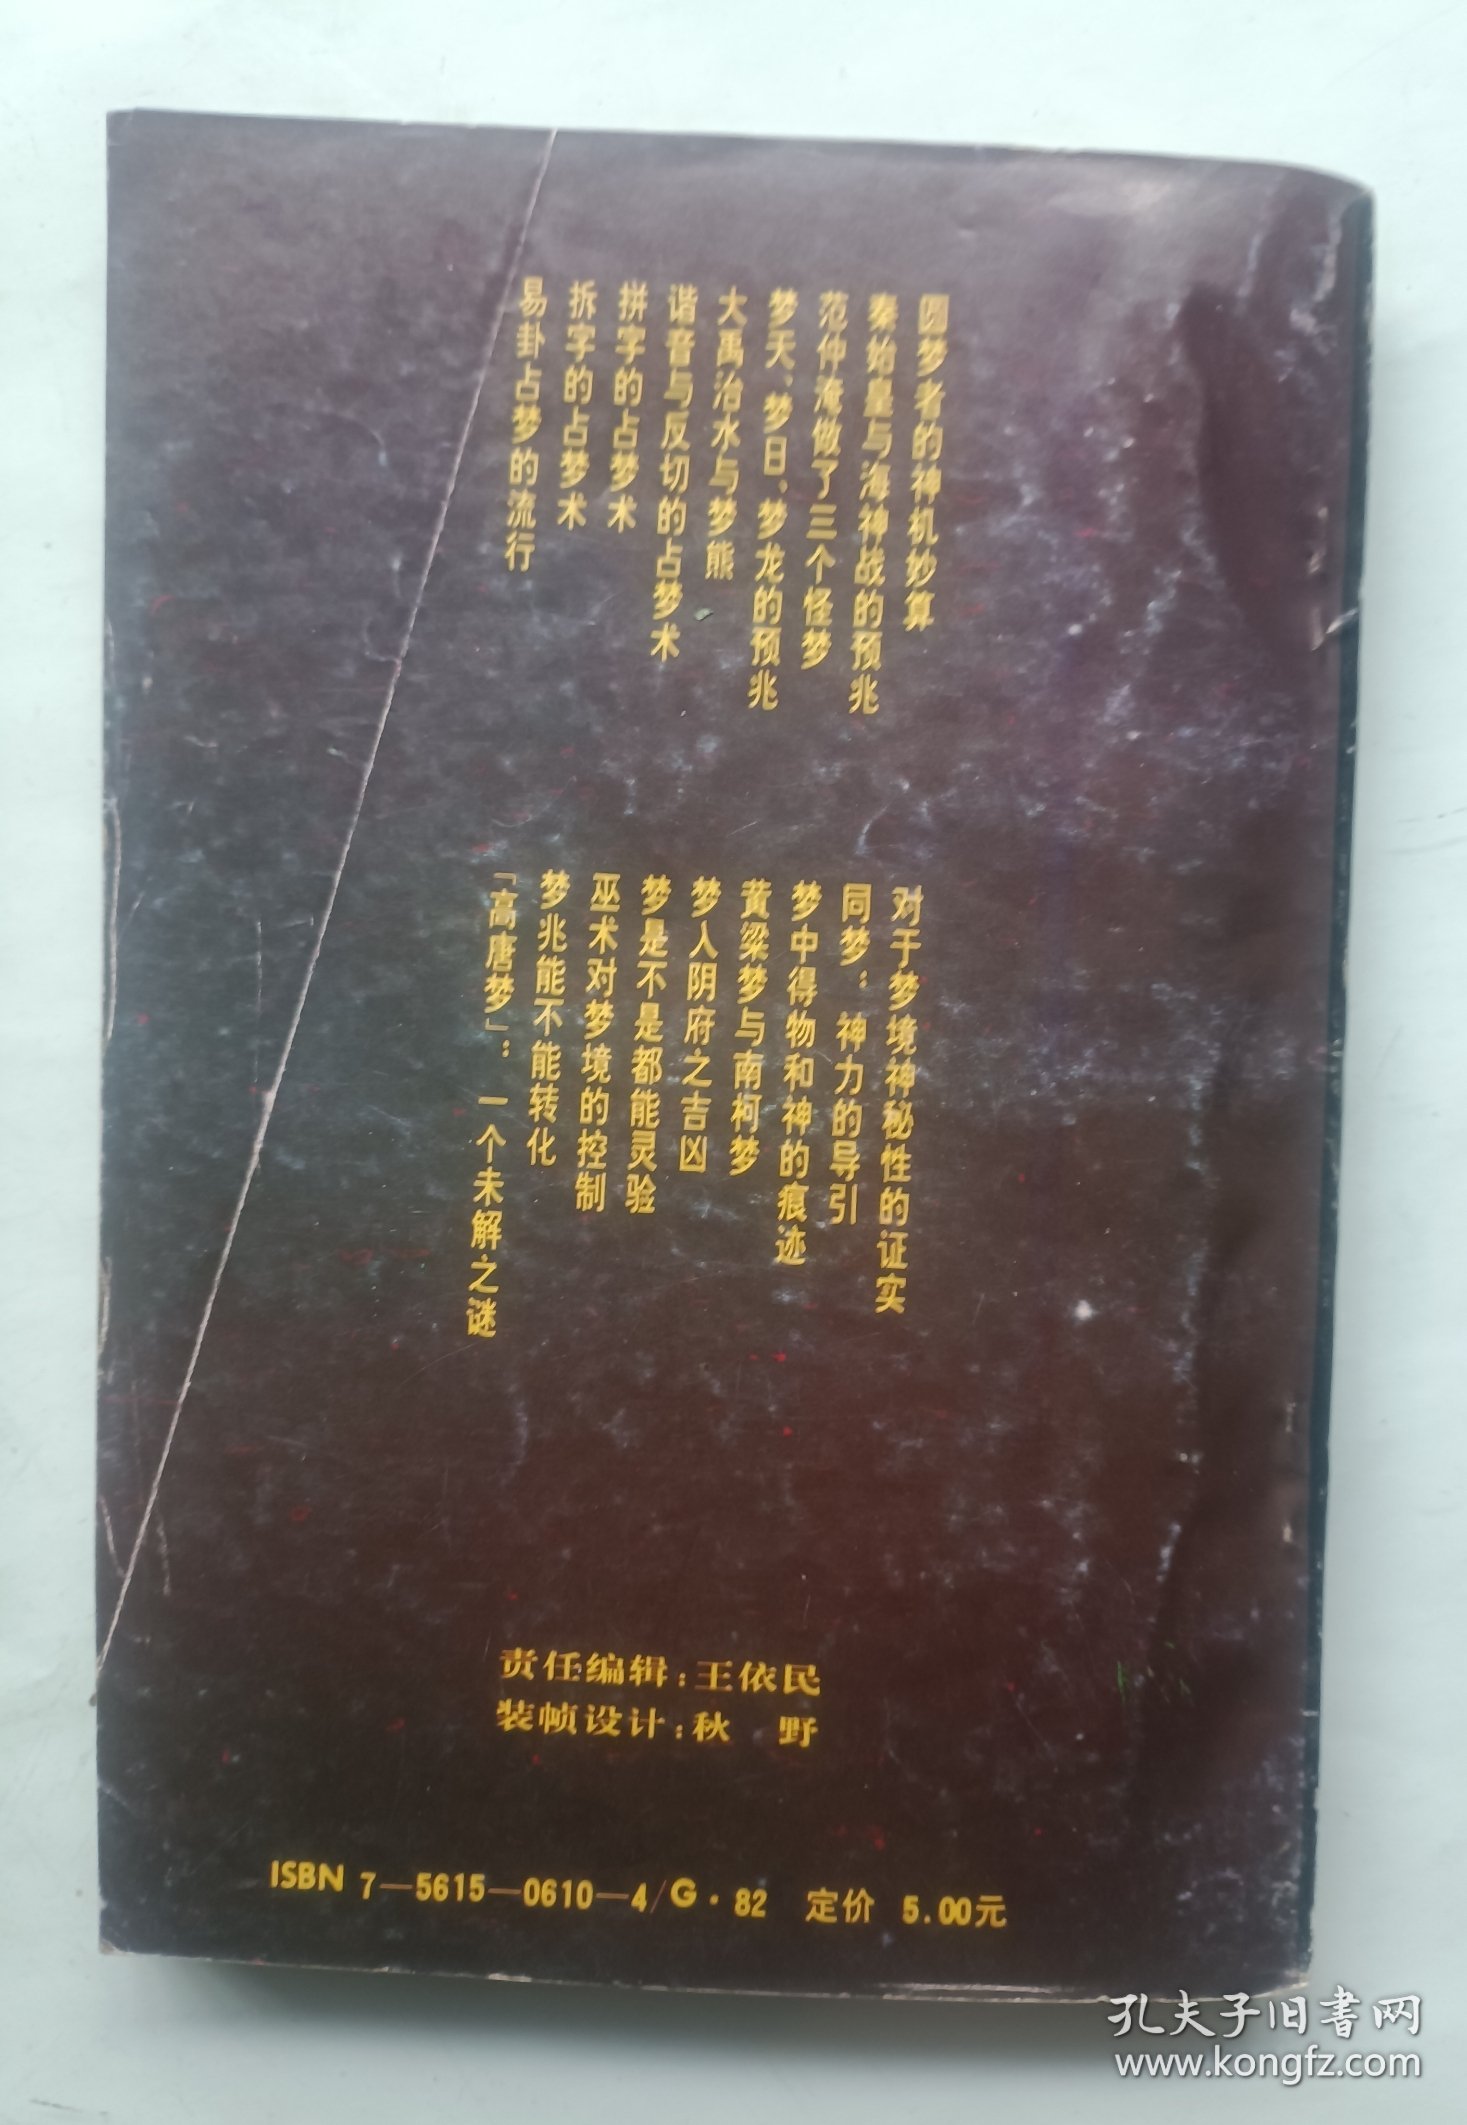 圆梦者的神机妙算
秦始皇与海神战的预兆
范仲淹做了三个怪梦
梦天、梦日、梦龙的预兆
大禹治水与梦熊
谐音与反切的占梦术
拼字的占梦术
拆字的占梦术
易卦占梦的流行
对于梦境神秘性的证实
同梦：神力的导引
梦中得物和神的痕迹
黄梁梦与南柯梦
梦入阴府之吉凶
梦是不是都能灵验
巫术对梦境的控制
梦兆能不能转化
「高唐梦」：一个未解之谜
责任编辑：王依民
装帧设计：秋 野
ISBN 7—5615—0610—4/G·82 定价 5.00元
孔夫子旧书网
www.kongfz.com